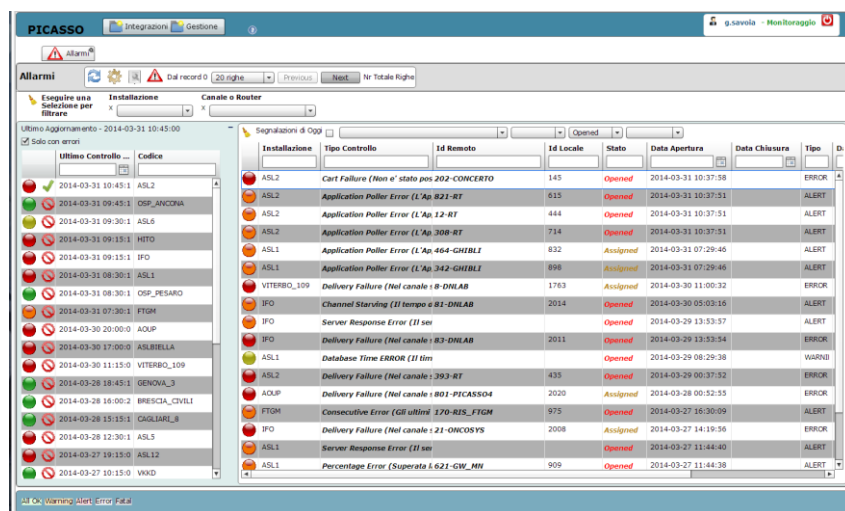 PICASSO Integrazioni Gestione g.savoia - Monitoraggio
Allarmi
Allarmi Dal record 0 20 righe Previous Next Nr Totale Righe
Eseguire una Selezione per filtrare Installazione Canale o Router
X X
Ultimo Aggiornamento - 2014-03-31 10:45:00
Solo con errori
Ultimo Controllo ... Codice
2014-03-31 10:45:1 ASL2
2014-03-31 09:45:1 OSP_ANCONA
2014-03-31 09:30:1 ASL6
2014-03-31 09:15:1 HITO
2014-03-31 09:15:1 IFO
2014-03-31 08:30:1 ASL1
2014-03-31 08:30:1 OSP_PESARO
2014-03-31 07:30:1 FTGM
2014-03-30 20:00:0 AOUP
2014-03-30 17:00:0 ASLBIELLA
2014-03-30 11:15:0 VITERBO_109
2014-03-28 18:45:1 GENOVA_3
2014-03-28 16:00:2 BRESCIA_CIVILI
2014-03-28 15:15:1 CAGLIARI_8
2014-03-28 12:30:1 ASL5
2014-03-27 19:15:0 ASL12
2014-03-27 10:15:0 VKKD
Segnalazioni di Oggi Opened
Installazione Tipo Controllo Id Remoto Id Locale Stato Data Apertura Data Chiusura Tipo
ASL2 Cart Failure (Non e' stato pos 202-CONCERTO 145 Opened 2014-03-31 10:37:58 ERROR
ASL2 Application Poller Error (L'Ap 821-RT 615 Opened 2014-03-31 10:37:51 ALERT
ASL2 Application Poller Error (L'Ap 12-RT 444 Opened 2014-03-31 10:37:51 ALERT
ASL2 Application Poller Error (L'Ap 308-RT 714 Opened 2014-03-31 10:37:51 ALERT
ASL1 Application Poller Error (L'Ap 464-GHIBLI 832 Assigned 2014-03-31 07:29:46 ALERT
ASL1 Application Poller Error (L'Ap 342-GHIBLI 898 Assigned 2014-03-31 07:29:46 ALERT
VITERBO_109 Delivery Failure (Nel canale s 8-DNLAB 1763 Assigned 2014-03-30 11:00:32 ERROR
IFO Channel Starving (Il tempo d 81-DNLAB 2014 Opened 2014-03-30 05:03:16 ALERT
IFO Server Response Error (Il ser Opened 2014-03-29 13:53:57 ALERT
IFO Delivery Failure (Nel canale s 83-DNLAB 2011 Opened 2014-03-29 13:53:54 ERROR
ASL1 Database Time ERROR (Il tim Opened 2014-03-29 08:29:38 WARNI
ASL2 Delivery Failure (Nel canale s 393-RT 435 Opened 2014-03-29 00:37:52 ERROR
AOUP Delivery Failure (Nel canale s 801-PICASSO4 2020 Assigned 2014-03-28 00:52:55 ERROR
FTGM Consecutive Error (Gli ultimi 170-RIS_FTGM 975 Opened 2014-03-27 16:30:09 ALERT
IFO Delivery Failure (Nel canale s 21-ONCOSYS 2008 Assigned 2014-03-27 14:19:56 ERROR
ASL1 Server Response Error (Il ser Opened 2014-03-27 11:44:40 ALERT
ASL1 Percentage Error (Superata l 621-GW_MN 909 Opened 2014-03-27 11:44:38 ALERT
All Ok Warning Alert Error Fatal